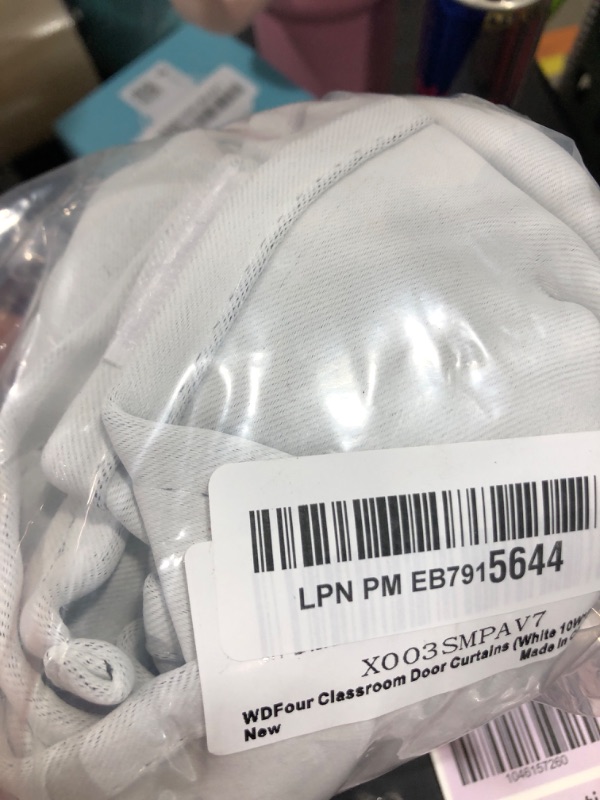 LPN PM EB7915644
X003SMPAV7
WDFour Classroom Door Curtains (White 10W
Made in
New
1046157260